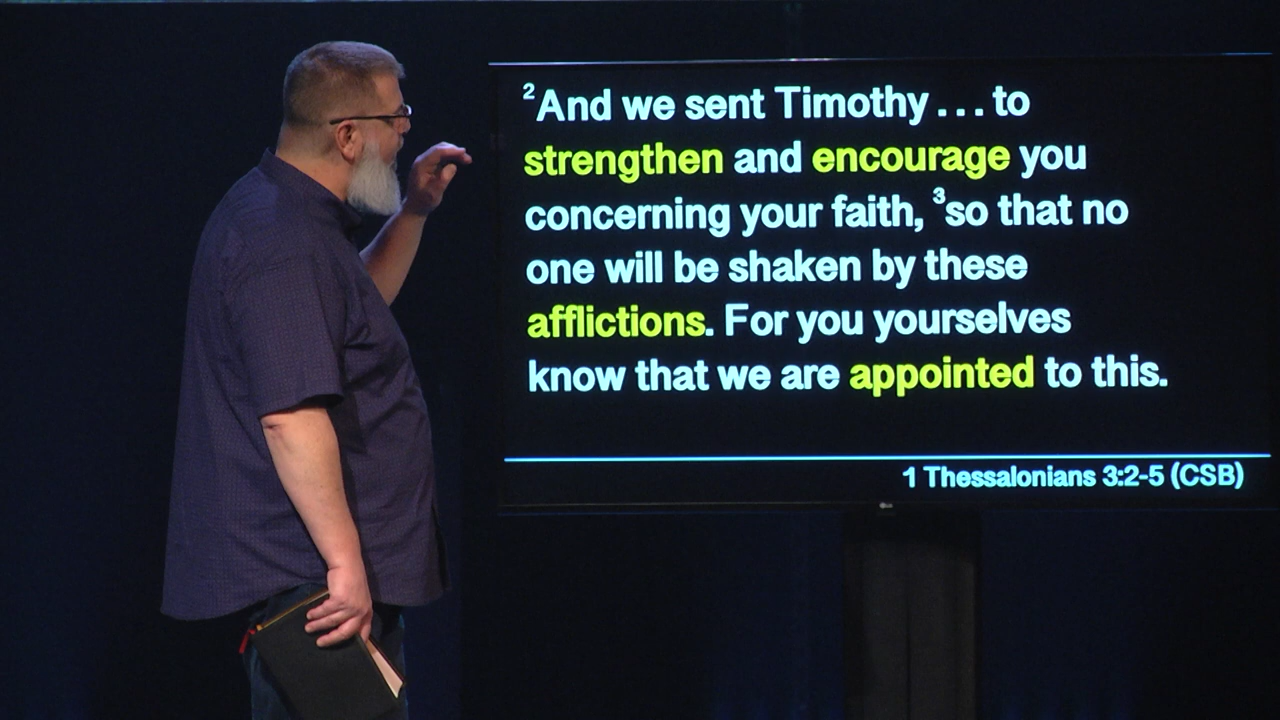 ²And we sent Timothy . . . to
strengthen and encourage you
concerning your faith, ³so that no
one will be shaken by these
afflictions. For you yourselves
know that we are appointed to this.
1 Thessalonians 3:2-5 (CSB)
LG